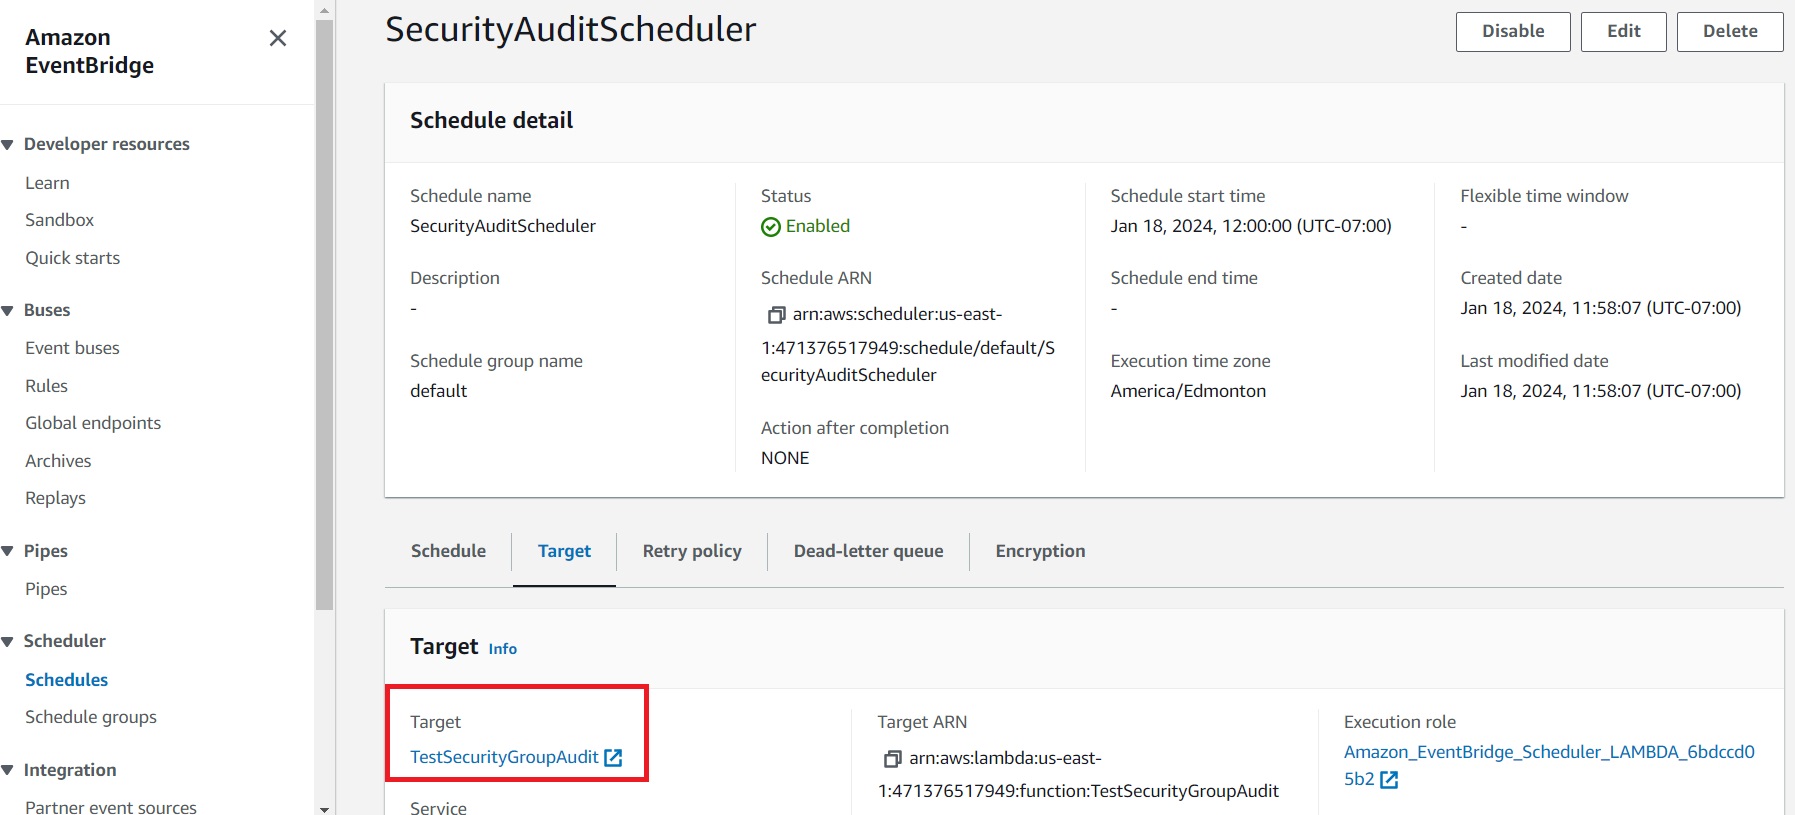 Amazon
EventBridge
Developer resources
Learn
Sandbox
Quick starts
Buses
Event buses
Rules
Global endpoints
Archives
Replays
Pipes
Pipes
Scheduler
Schedules
Schedule groups
Integration
Partner event sources
SecurityAuditScheduler
Disable
Edit
Delete
Schedule detail
Schedule name
SecurityAuditScheduler
Description
-
Schedule group name
default
Status
Enabled
Schedule ARN
arn:aws:scheduler:us-east-
1:471376517949:schedule/default/S
ecurityAuditScheduler
Action after completion
NONE
Schedule start time
Jan 18, 2024, 12:00:00 (UTC-07:00)
Schedule end time
-
Execution time zone
America/Edmonton
Flexible time window
-
Created date
Jan 18, 2024, 11:58:07 (UTC-07:00)
Last modified date
Jan 18, 2024, 11:58:07 (UTC-07:00)
Schedule
Target
Retry policy
Dead-letter queue
Encryption
Target Info
Target
TestSecurityGroupAudit
Service
Target ARN
arn:aws:lambda:us-east-
1:471376517949:function:TestSecurityGroupAudit
Execution role
Amazon_EventBridge_Scheduler_LAMBDA_6bdccd0
5b2